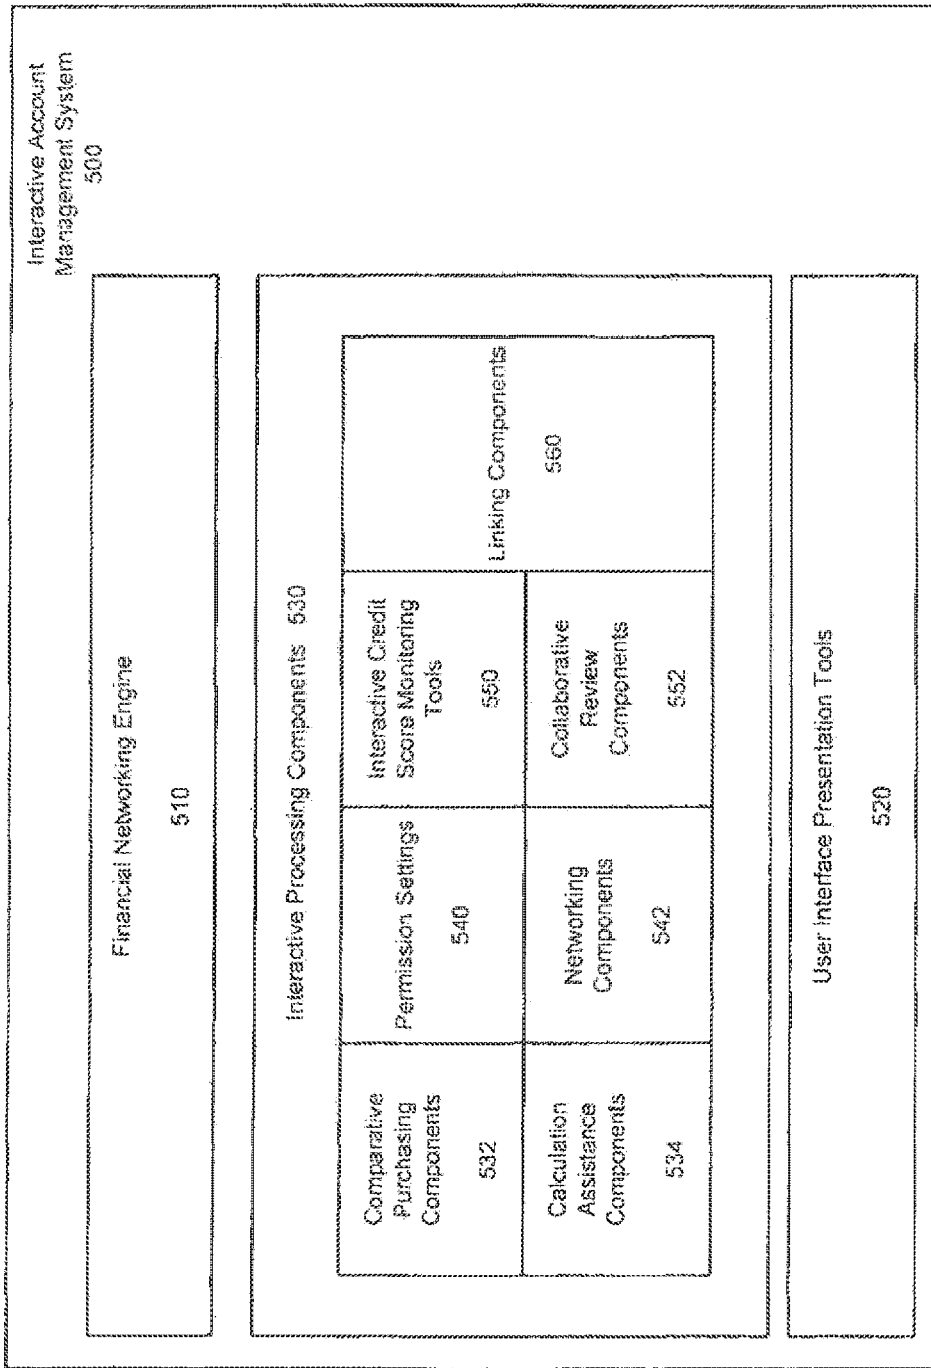 Interactive Account
Management System
500
Financial Networking Engine
510
Interactive Processing Components 530
Comparative
Purchasing
Components
532
Permission Settings
540
Interactive Credit
Score Monitoring
Tools
550
Linking Components
560
Calculation
Assistance
Components
534
Networking
Components
542
Collaborative
Review
Components
552
User Interface Presentation Tools
520